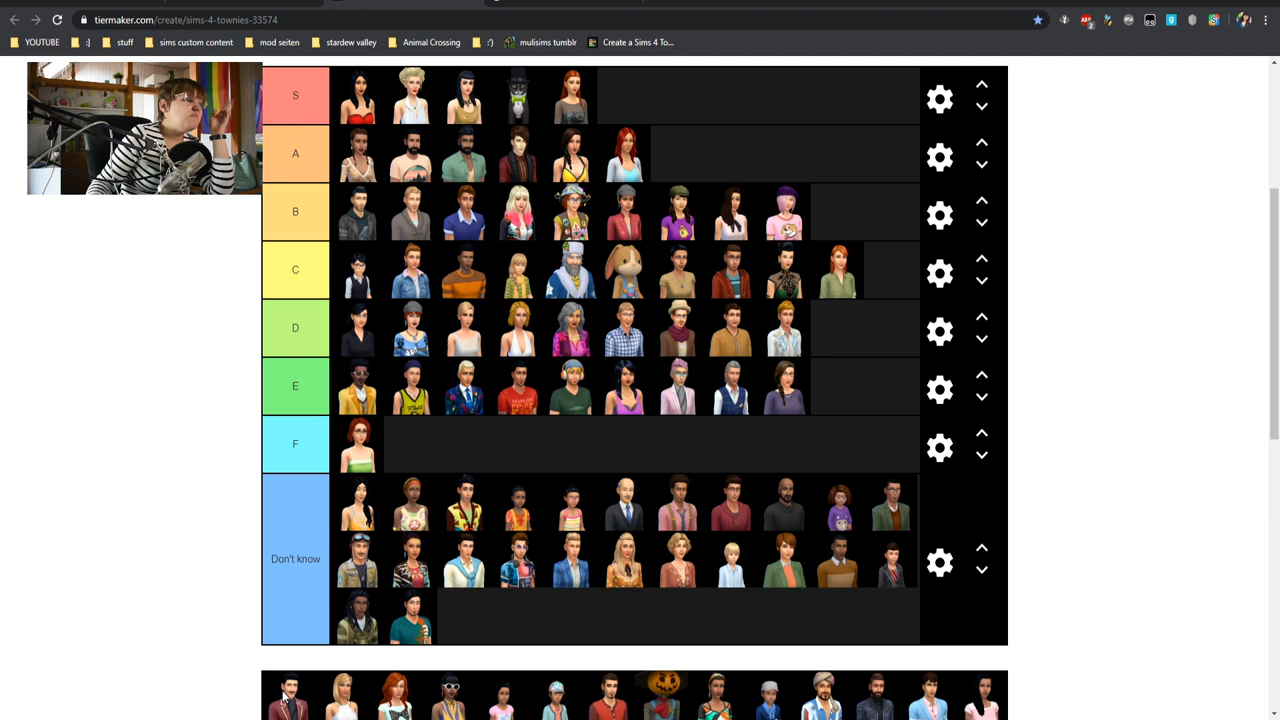 tiermaker.com/create/sims-4-townies-33574
YOUTUBE :) stuff sims custom content mod seiten stardew valley Animal Crossing :') mulisims tumblr Create a Sims 4 To...
S
A
B
C
D
E
F
Don't know